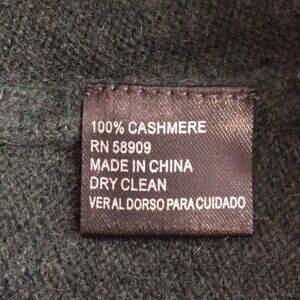 100% CASHMERE
RN 58909
MADE IN CHINA
DRY CLEAN
VER AL DORSO PARA CUIDADO